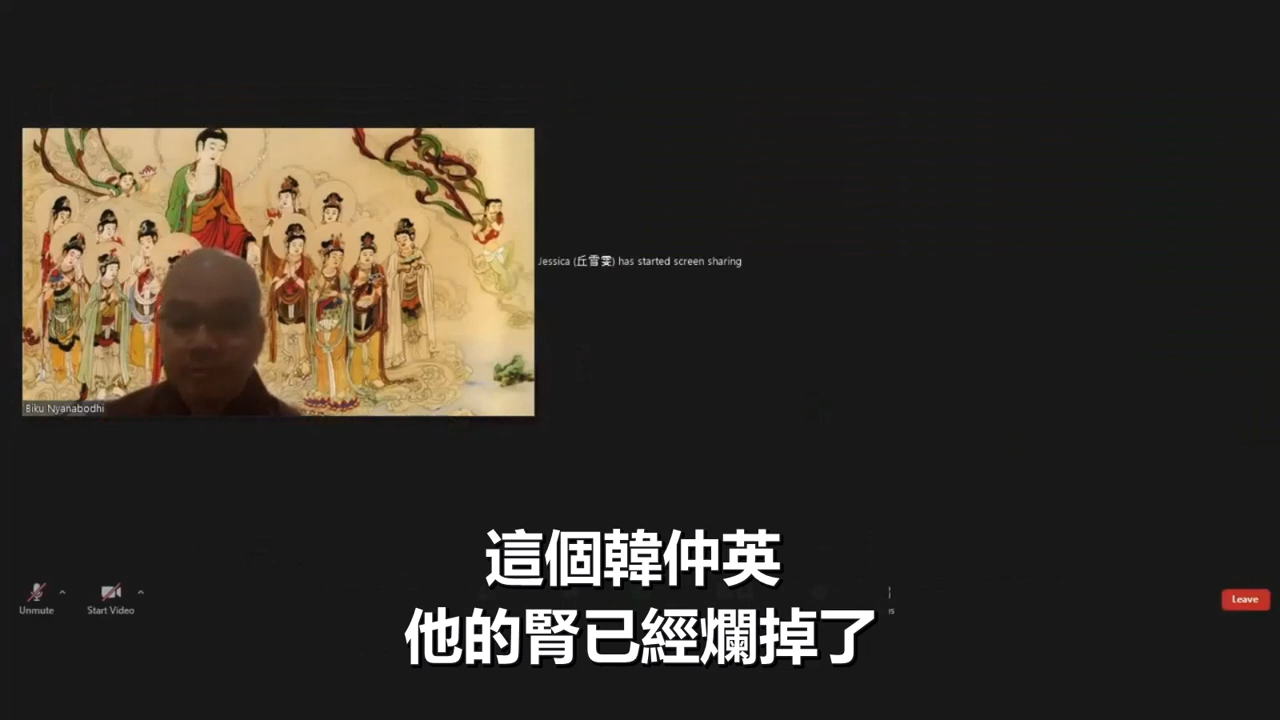 Jessica (丘雪雯) has started screen sharing
Biku Nyanabodhi
這個韓仲英
他的腎已經爛掉了
Unmute
Start Video
Leave